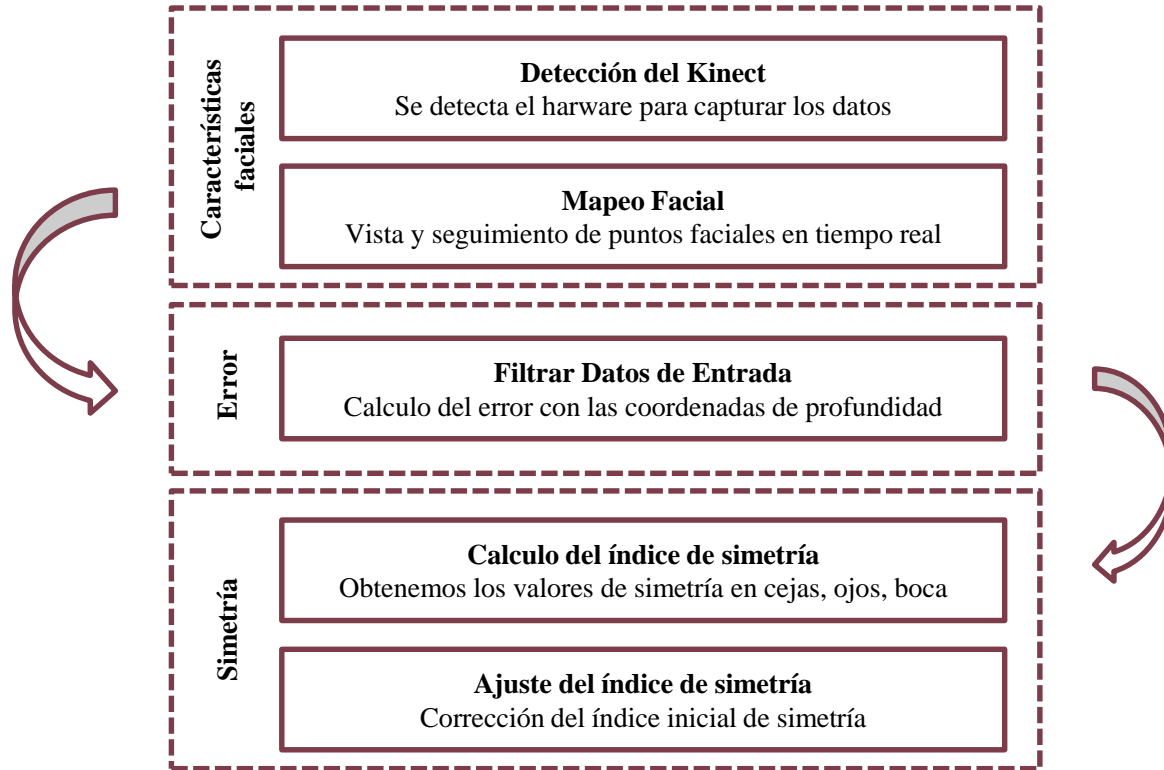 Características
faciales
Detección del Kinect
Se detecta el harware para capturar los datos
Mapeo Facial
Vista y seguimiento de puntos faciales en tiempo real
Error
Filtrar Datos de Entrada
Calculo del error con las coordenadas de profundidad
Simetría
Calculo del índice de simetría
Obtenemos los valores de simetría en cejas, ojos, boca
Ajuste del índice de simetría
Corrección del índice inicial de simetría